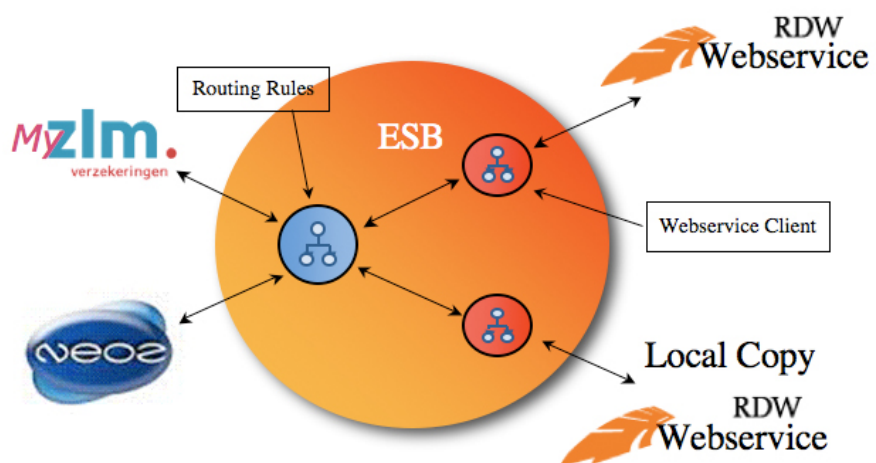 RDW
Webservice
Routing Rules
ESB
Myzlm.
verzekeringen
Webservice Client
neos
Local Copy
RDW
Webservice